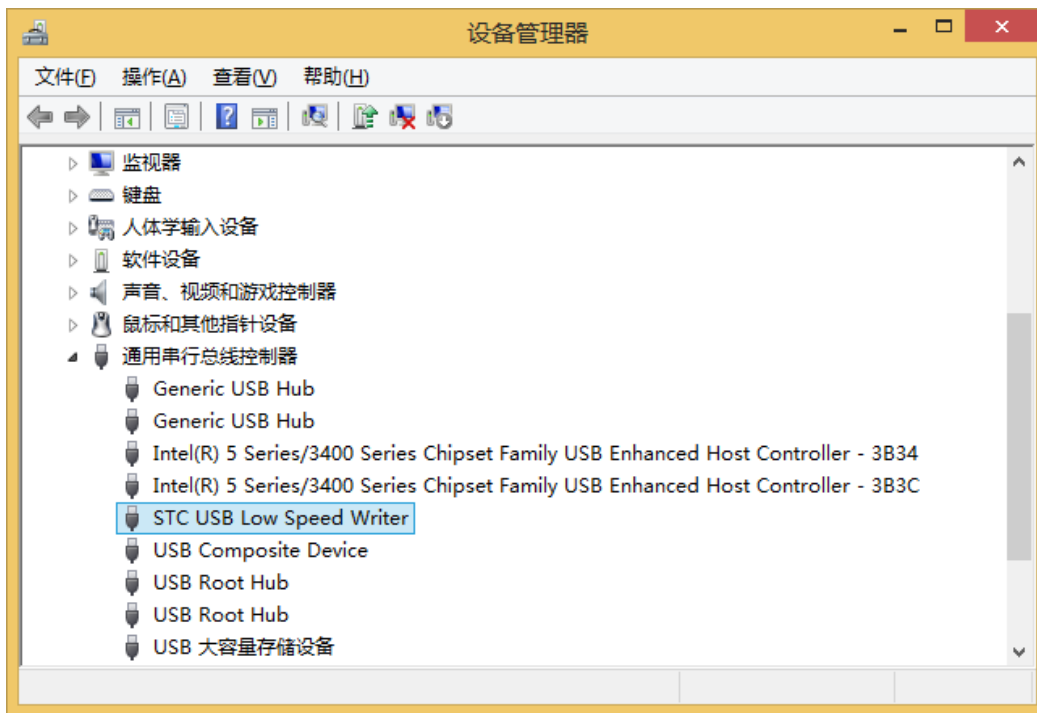 设备管理器
文件(F) 操作(A) 查看(V) 帮助(H)
监视器
键盘
人体学输入设备
软件设备
声音、视频和游戏控制器
鼠标和其他指针设备
通用串行总线控制器
Generic USB Hub
Generic USB Hub
Intel(R) 5 Series/3400 Series Chipset Family USB Enhanced Host Controller - 3B34
Intel(R) 5 Series/3400 Series Chipset Family USB Enhanced Host Controller - 3B3C
STC USB Low Speed Writer
USB Composite Device
USB Root Hub
USB Root Hub
USB 大容量存储设备